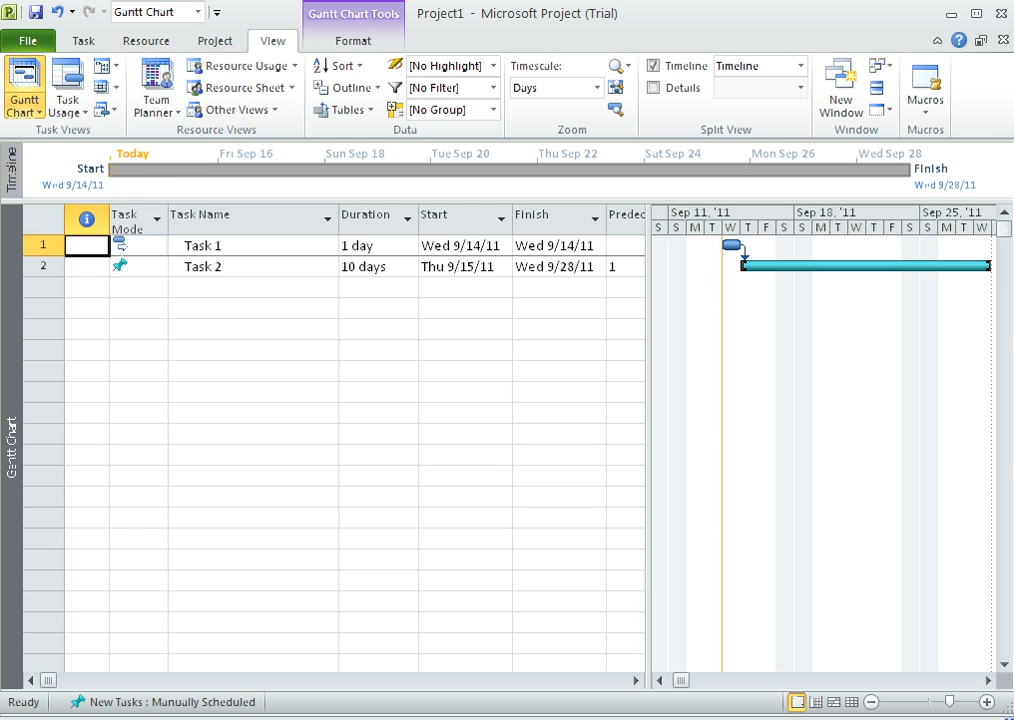 Gantt Chart
Gantt Chart Tools
Project1 - Microsoft Project (Trial)
File
Task
Resource
Project
View
Format
Gantt Chart
Task Usage
Team Planner
Resource Usage
Resource Sheet
Other Views
Sort
Outline
Tables
[No Highlight]
[No Filter]
[No Group]
Timescale:
Days
Timeline
Timeline
Details
New Window
Macros
Task Views
Resource Views
Data
Zoom
Split View
Window
Macros
Timeline
Today
Fri Sep 16
Sun Sep 18
Tue Sep 20
Thu Sep 22
Sat Sep 24
Mon Sep 26
Wed Sep 28
Start
Wed 9/14/11
Finish
Wed 9/28/11
Task Mode
Task Name
Duration
Start
Finish
Predec
Sep 11, '11
Sep 18, '11
Sep 25, '11
S S M T W T F S S M T W T F S S M T W
1 Task 1 1 day Wed 9/14/11 Wed 9/14/11
2 Task 2 10 days Thu 9/15/11 Wed 9/28/11 1
Gantt Chart
Ready
New Tasks : Manually Scheduled